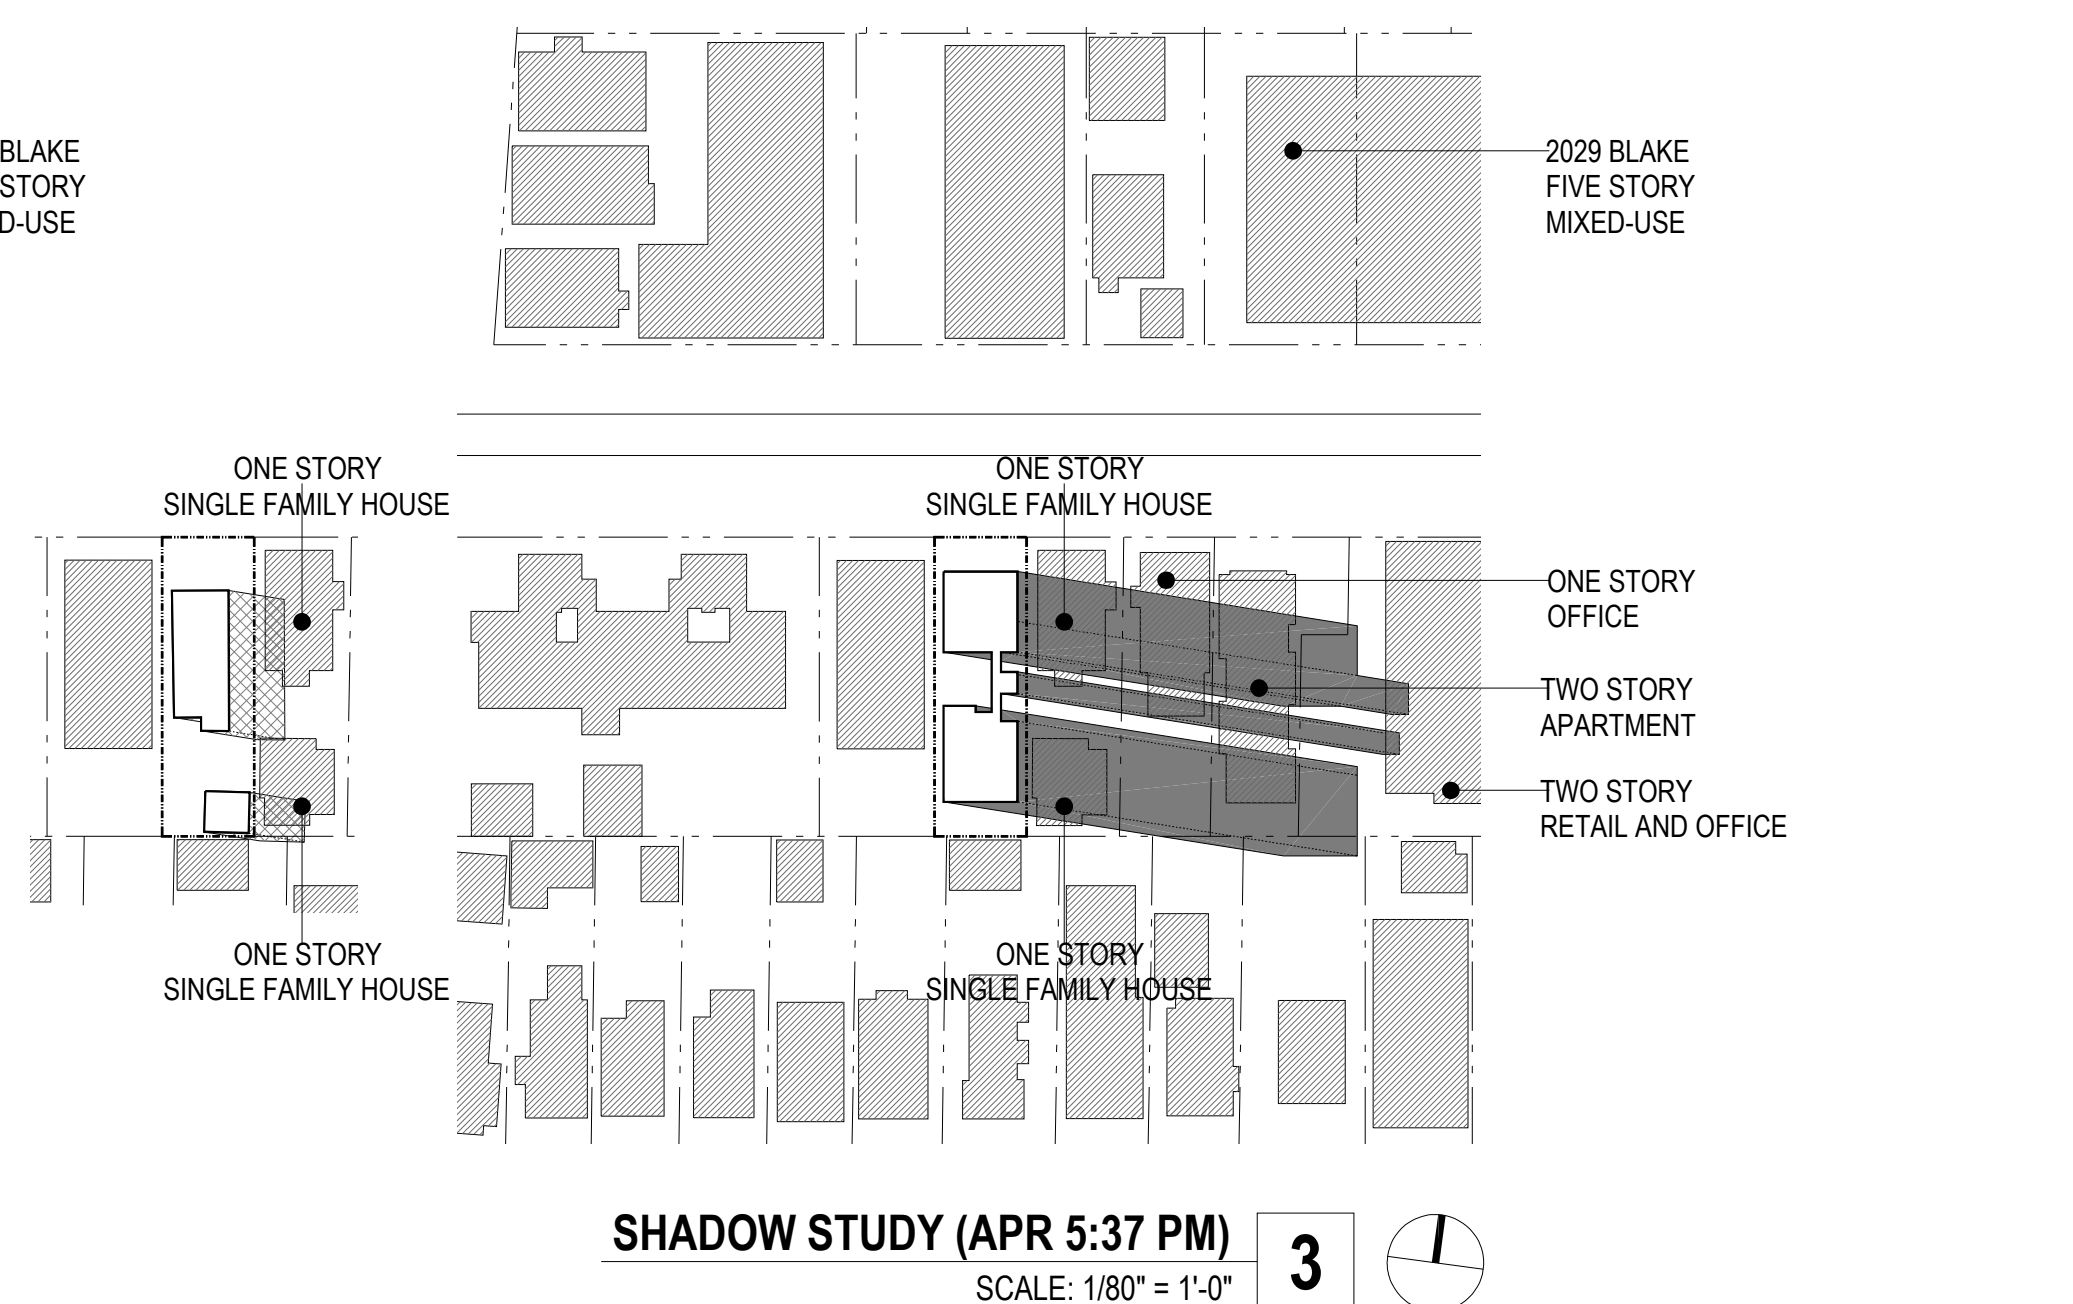 BLAKE
STORY
D-USE
2029 BLAKE
FIVE STORY
MIXED-USE
ONE STORY
SINGLE FAMILY HOUSE
ONE STORY
SINGLE FAMILY HOUSE
ONE STORY
OFFICE
TWO STORY
APARTMENT
TWO STORY
RETAIL AND OFFICE
ONE STORY
SINGLE FAMILY HOUSE
ONE STORY
SINGLE FAMILY HOUSE
SHADOW STUDY (APR 5:37 PM)
SCALE: 1/80" = 1'-0"
3